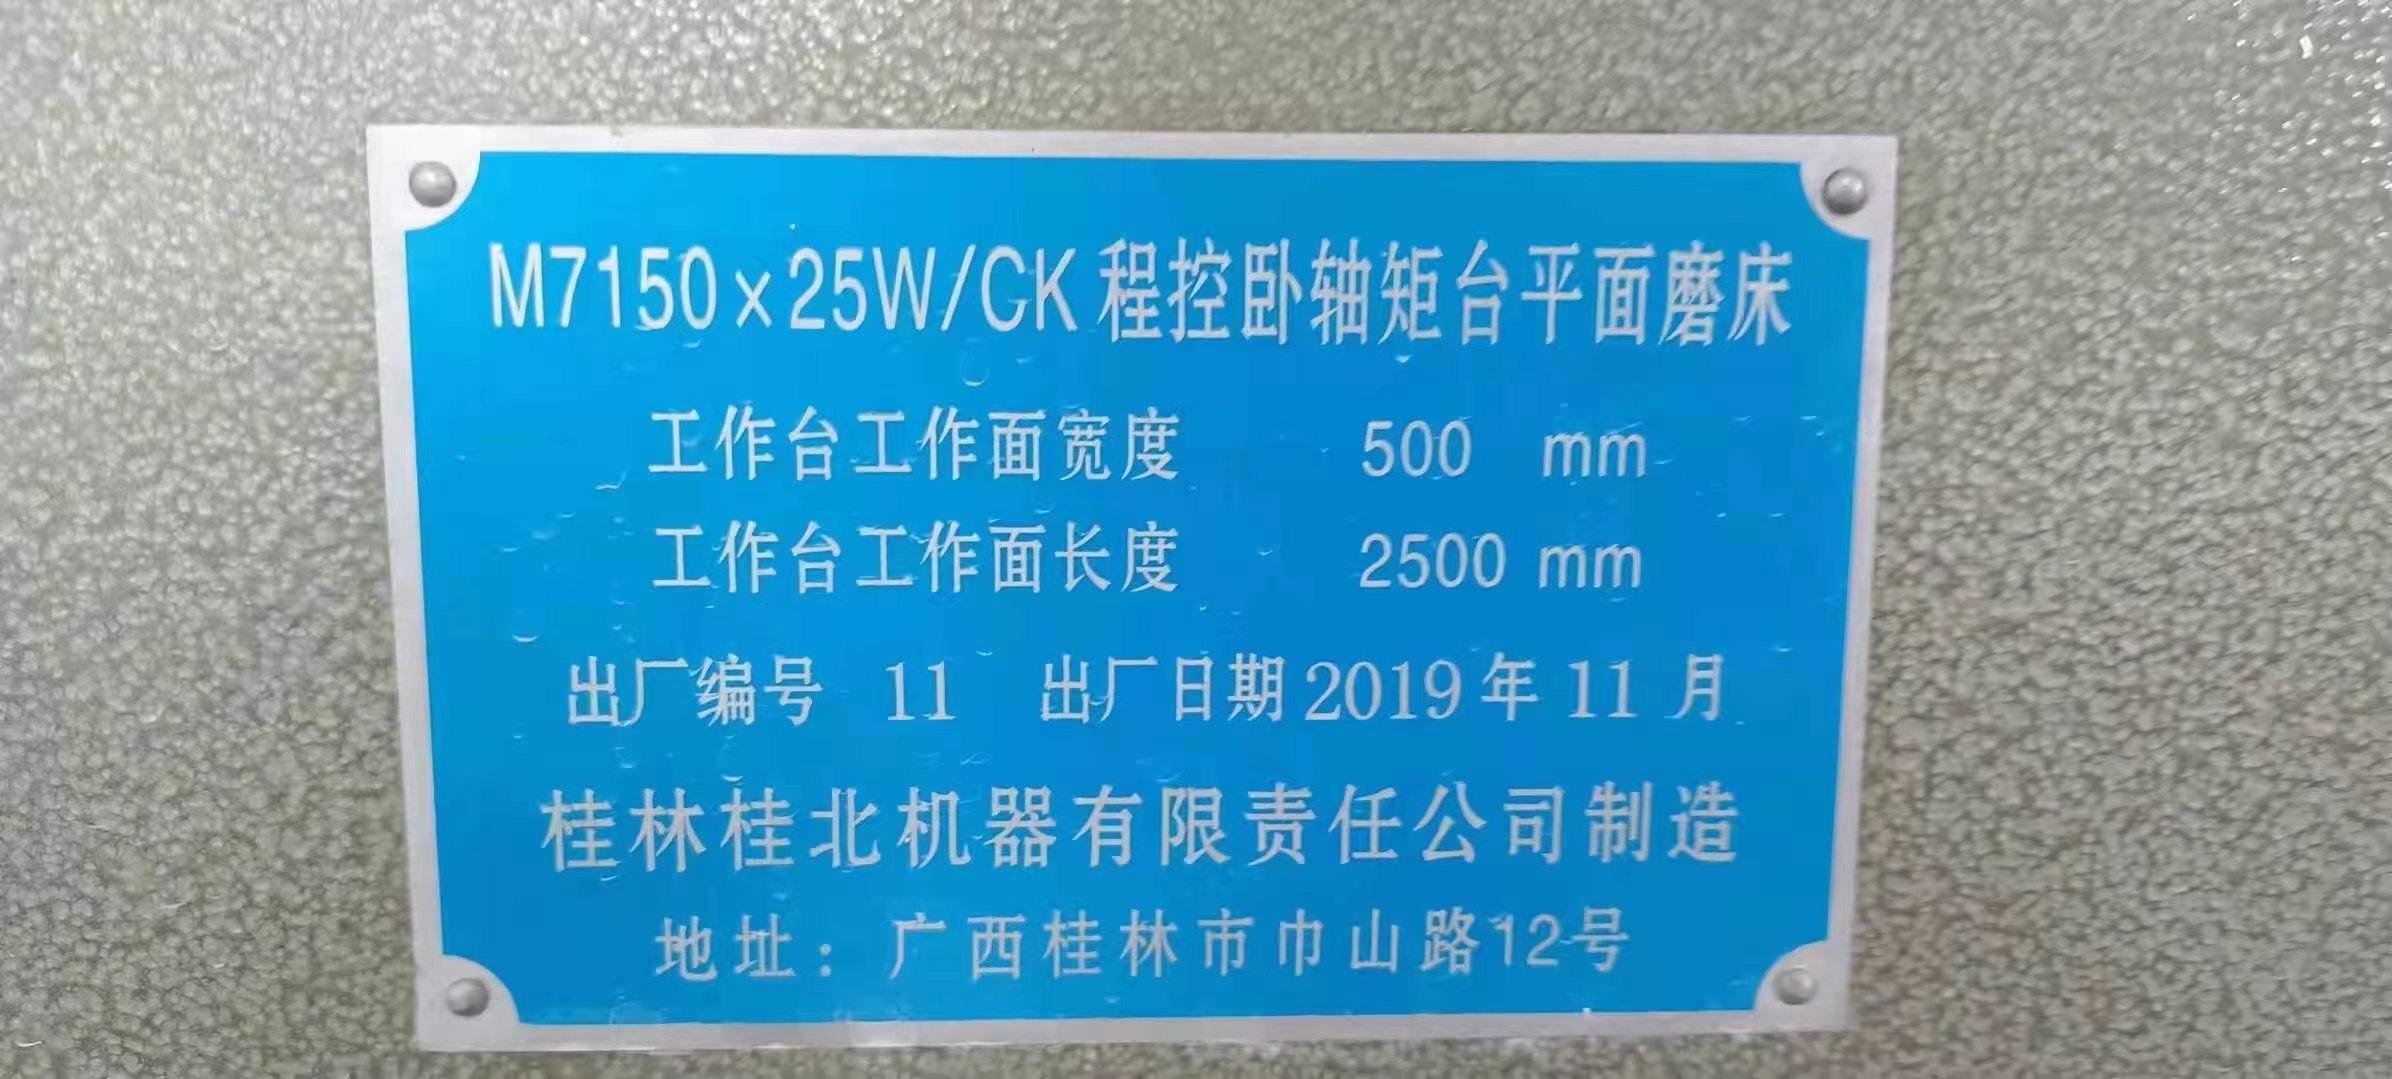 M7150×25W/CK 程控卧轴矩台平面磨床
工作台工作面宽度 500 mm
工作台工作面长度 2500 mm
出厂编号 11 出厂日期 2019 年 11 月
桂林桂北机器有限责任公司制造
地址：广西桂林市巾山路12号